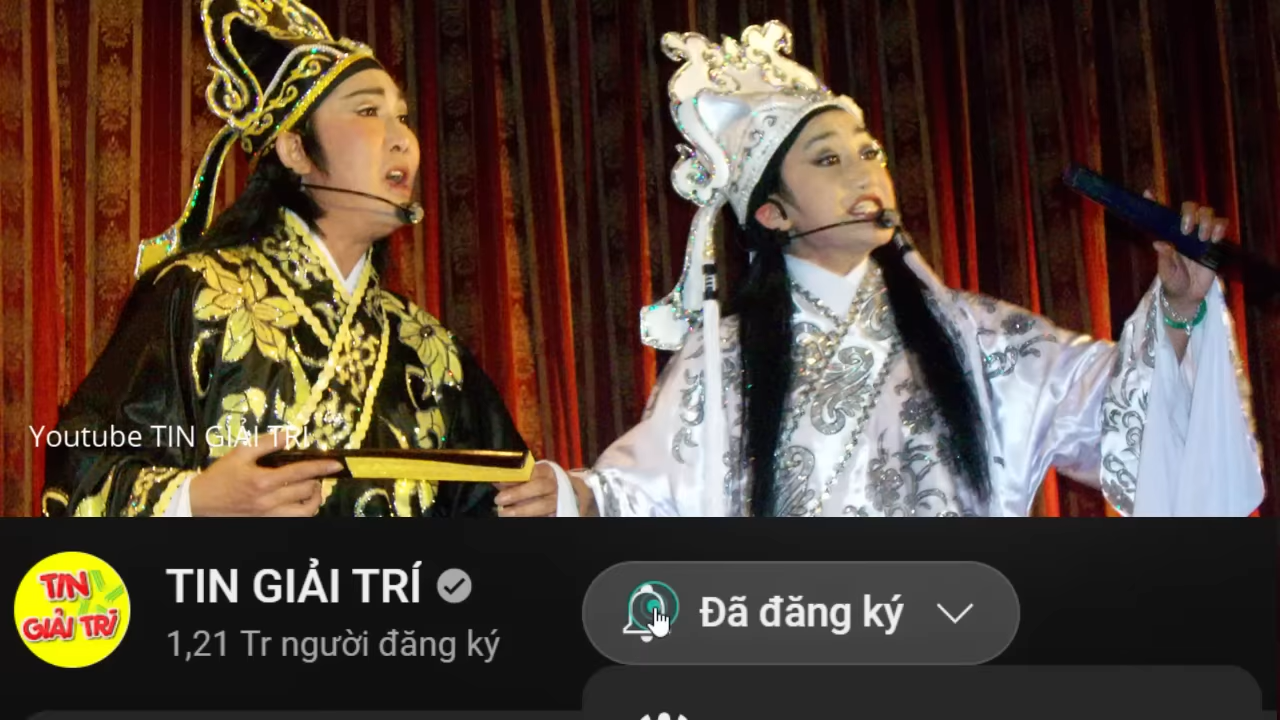 Youtube TIN GIẢI TRÍ
TIN
GIẢI TRÍ
TIN GIẢI TRÍ
1,21 Tr người đăng ký
Đã đăng ký